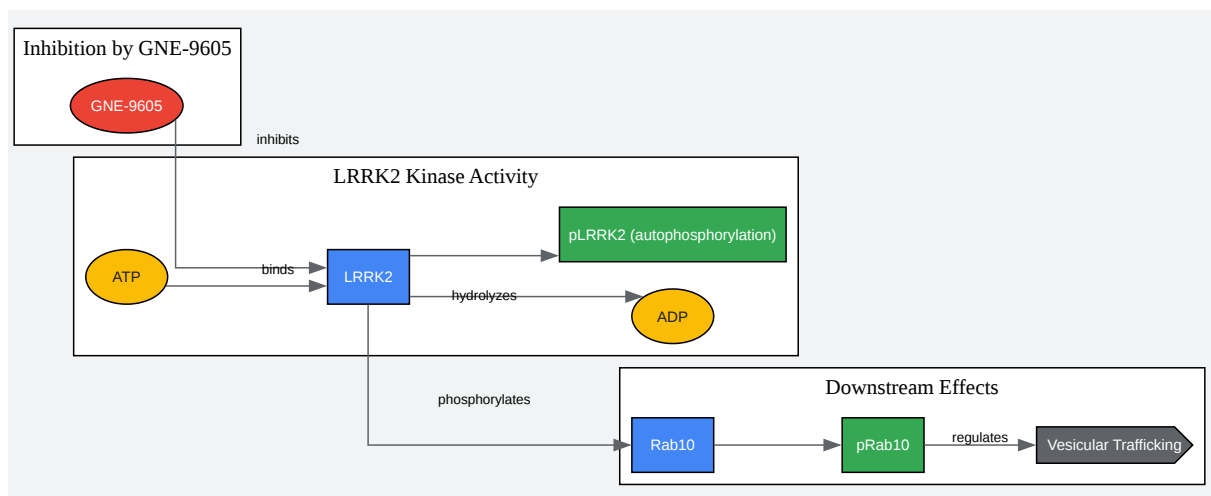 Inhibition by GNE-9605
GNE-9605
inhibits
LRRK2 Kinase Activity
pLRRK2 (autophosphorylation)
ATP
binds
LRRK2
hydrolyzes
ADP
phosphorylates
Downstream Effects
Rab10
pRab10
regulates
Vesicular Trafficking